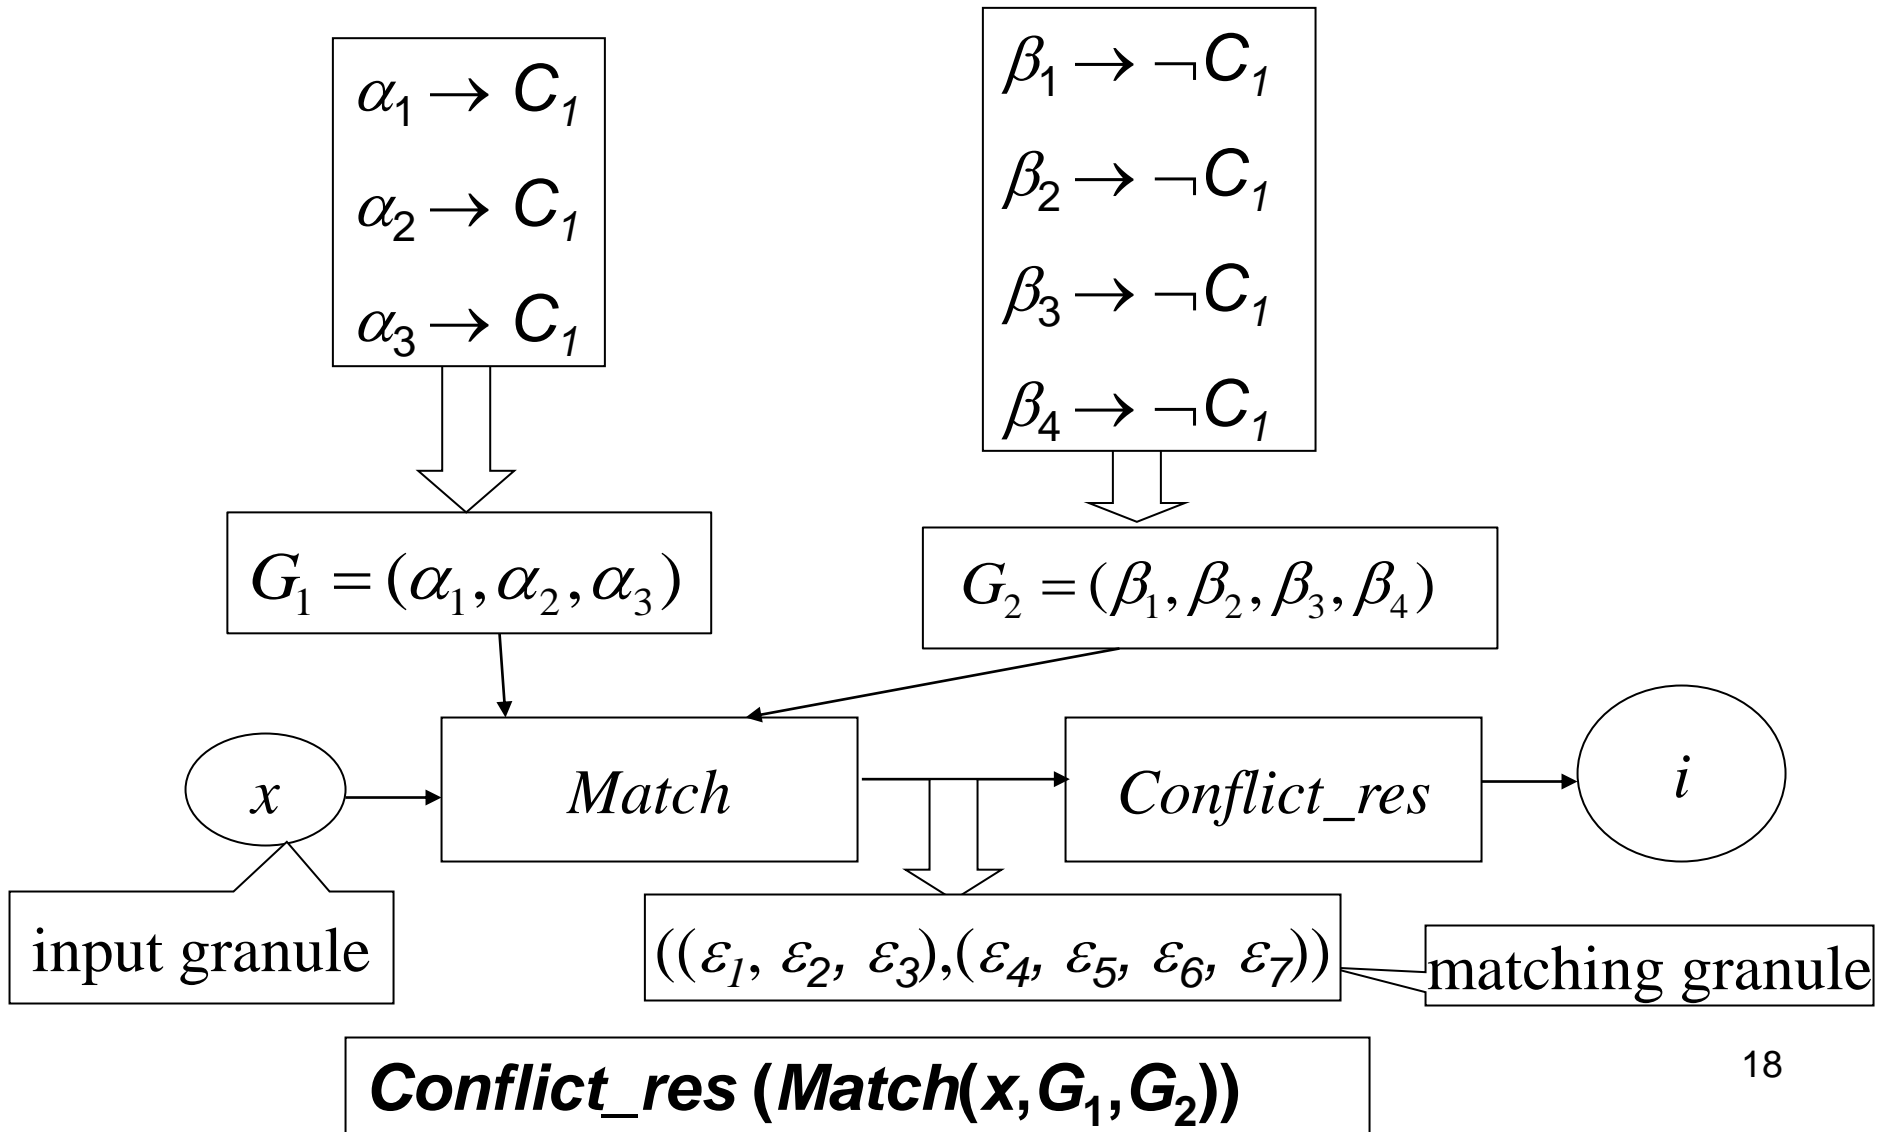 α₁ → C₁
α₂ → C₁
α₃ → C₁
β₁ → ¬C₁
β₂ → ¬C₁
β₃ → ¬C₁
β₄ → ¬C₁
G₁ = (α₁, α₂, α₃)
G₂ = (β₁, β₂, β₃, β₄)
x
Match
Conflict_res
i
input granule
((ε₁, ε₂, ε₃),(ε₄, ε₅, ε₆, ε₇))
matching granule
Conflict_res (Match(x,G₁,G₂))
18